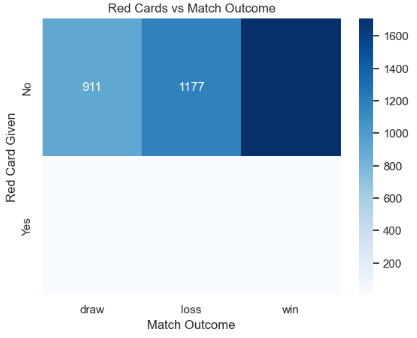 Red Cards vs Match Outcome
Red Card Given
No
Yes
911
1177
draw
loss
win
Match Outcome
1600
1400
1200
1000
800
600
400
200